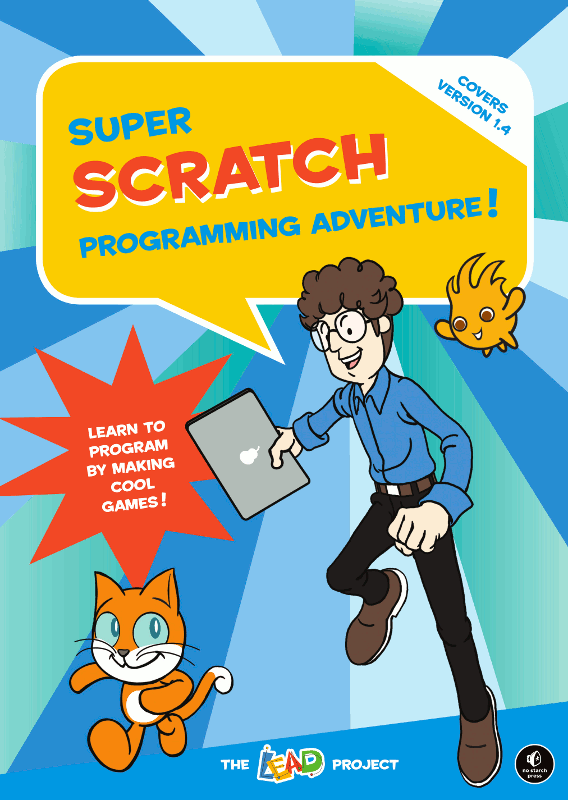 COVERS
VERSION 1.4
SUPER
SCRATCH
PROGRAMMING ADVENTURE!
LEARN TO
PROGRAM
BY MAKING
COOL
GAMES!
THE LEAD PROJECT
no starch
press